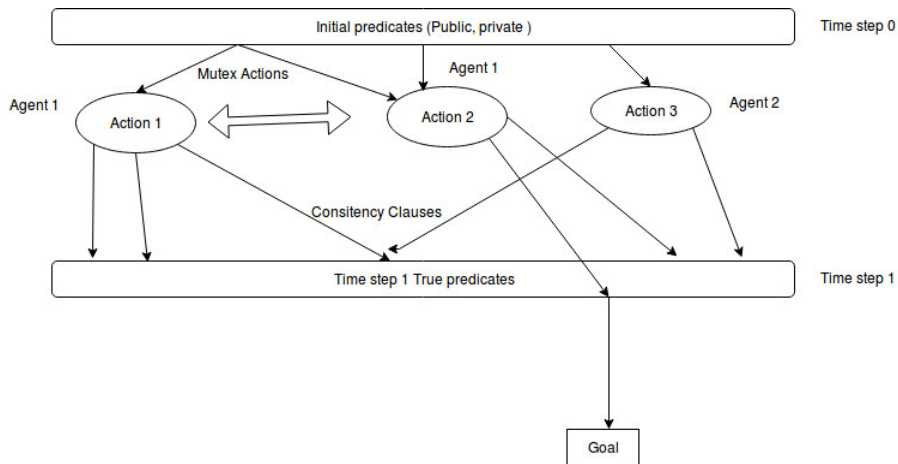 Initial predicates (Public, private )
Time step 0
Mutex Actions
Agent 1
Agent 1
Agent 2
Action 1
Action 2
Action 3
Consitency Clauses
Time step 1 True predicates
Time step 1
Goal